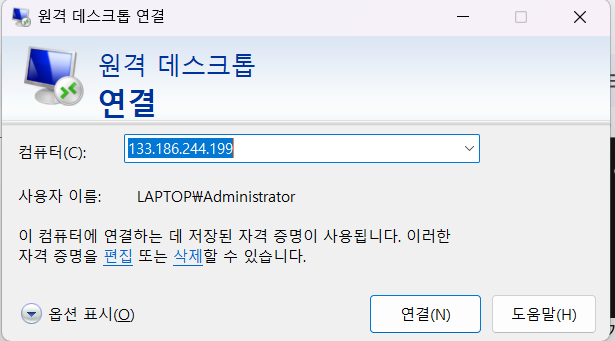 원격 데스크톱 연결
원격 데스크톱
연결
컴퓨터(C):
133.186.244.199
사용자 이름:
LAPTOP₩Administrator
이 컴퓨터에 연결하는 데 저장된 자격 증명이 사용됩니다. 이러한
자격 증명을 편집 또는 삭제할 수 있습니다.
옵션 표시(O)
연결(N)
도움말(H)